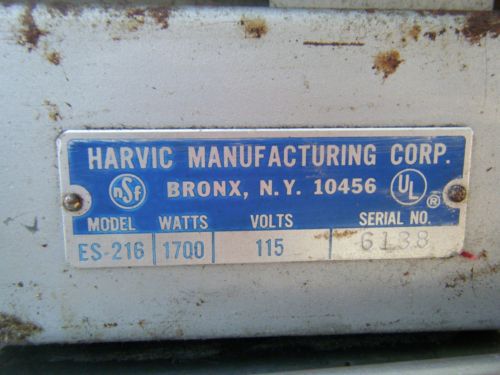 HARVIC MANUFACTURING CORP.
nsf BRONX, N.Y. 10456 UL ®
MODEL WATTS VOLTS SERIAL NO.
ES-216 1700 115 6138